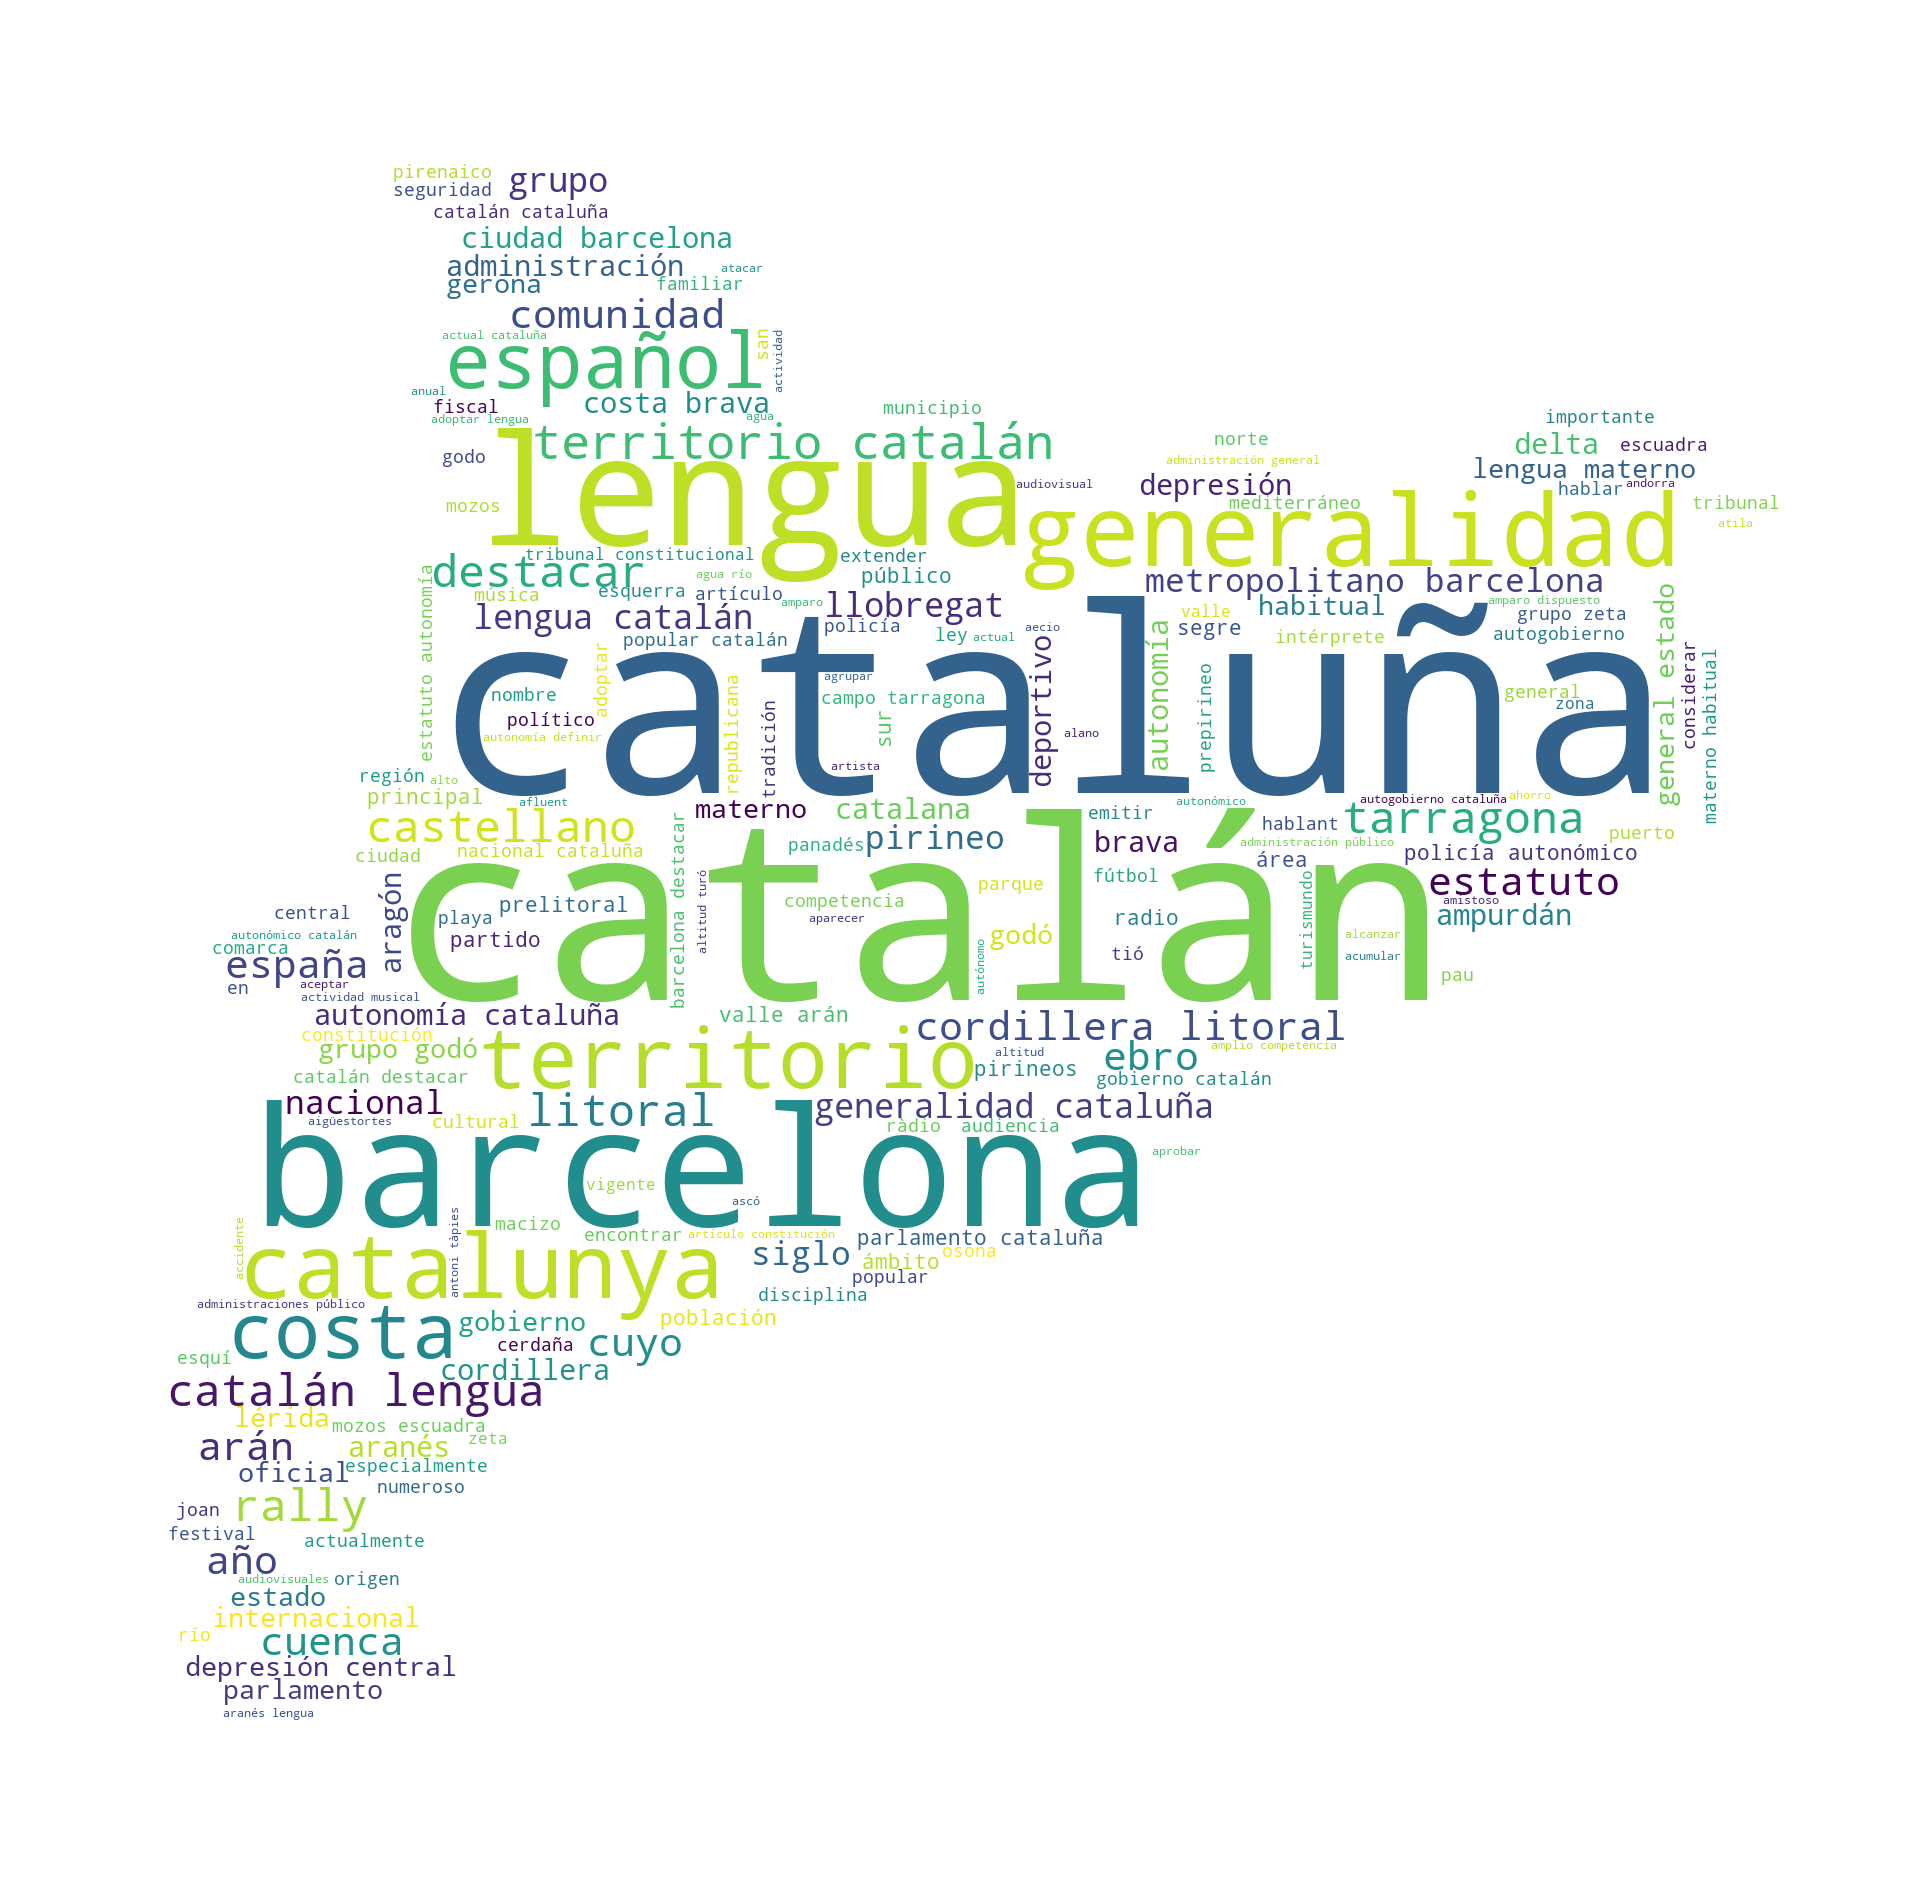 pirenaico
seguridad
grupo
catalán cataluña
ciudad barcelona
administración
atacar
gerona
familiar
comunidad
actual cataluña
español
san
actividad
anual
costa brava
fiscal
adoptar lengua
agua
municipio
importante
territorio catalán
norte
delta
escuadra
godo
administración general
lengua materno
lengua
audiovisual
depresión
hablar
andorra
mozos
mediterráneo
tribunal
generalidad
atila
tribunal constitucional
extender
destacar
agua río
público
metropolitano barcelona
estatuto autonomía
música
esquerra
artículo
amparo
llobregat
habitual
amparo dispuesto
lengua catalán
valle
grupo zeta
popular catalán
policía
ley
actual
aecio
segre
intérprete
autogobierno
general estado
cataluña
adoptar
agrupar
deportivo
autonomía
considerar
materno habitual
nombre
republicana
campo tarragona
prepirineo
general
zona
político
tradición
sur
alano
autonomía definir
artista
región
alto
principal
afluent
materno
catalana
emitir
autonómico
autogobierno cataluña
ahorro
castellano
pirineo
brava
hablant
tarragona
puerto
ciudad
nacional cataluña
barcelona destacar
panadés
administración público
área
policía autonómico
catalán
aragón
altitud turó
parque
fútbol
turismundo
estatuto
central
playa
prelitoral
competencia
aparecer
radio
amistoso
ampurdán
autonómico catalán
comarca
partido
godó
tió
alcanzar
españa
autónomo
acumular
pau
en
aceptar
actividad musical
autonomía cataluña
valle arán
cordillera litoral
constitución
grupo godó
territorio
altitud
amplio competencia
ebro
catalán destacar
pirineos
gobierno catalán
nacional
litoral
generalidad cataluña
aigüestortes
cultural
ràdio
audiencia
barcelona
aprobar
vigente
ascó
accidente
antoni tàpies
macizo
encontrar
artículo constitución
parlamento cataluña
catalunya
siglo
ámbito
osona
popular
disciplina
administraciones público
costa
gobierno
población
esquí
cerdaña
cuyo
cordillera
catalán lengua
lérida
mozos escuadra
arán
aranés
zeta
oficial
especialmente
numeroso
joan
rally
festival
actualmente
año
audiovisuales
origen
estado
internacional
río
cuenca
depresión central
parlamento
aranés lengua